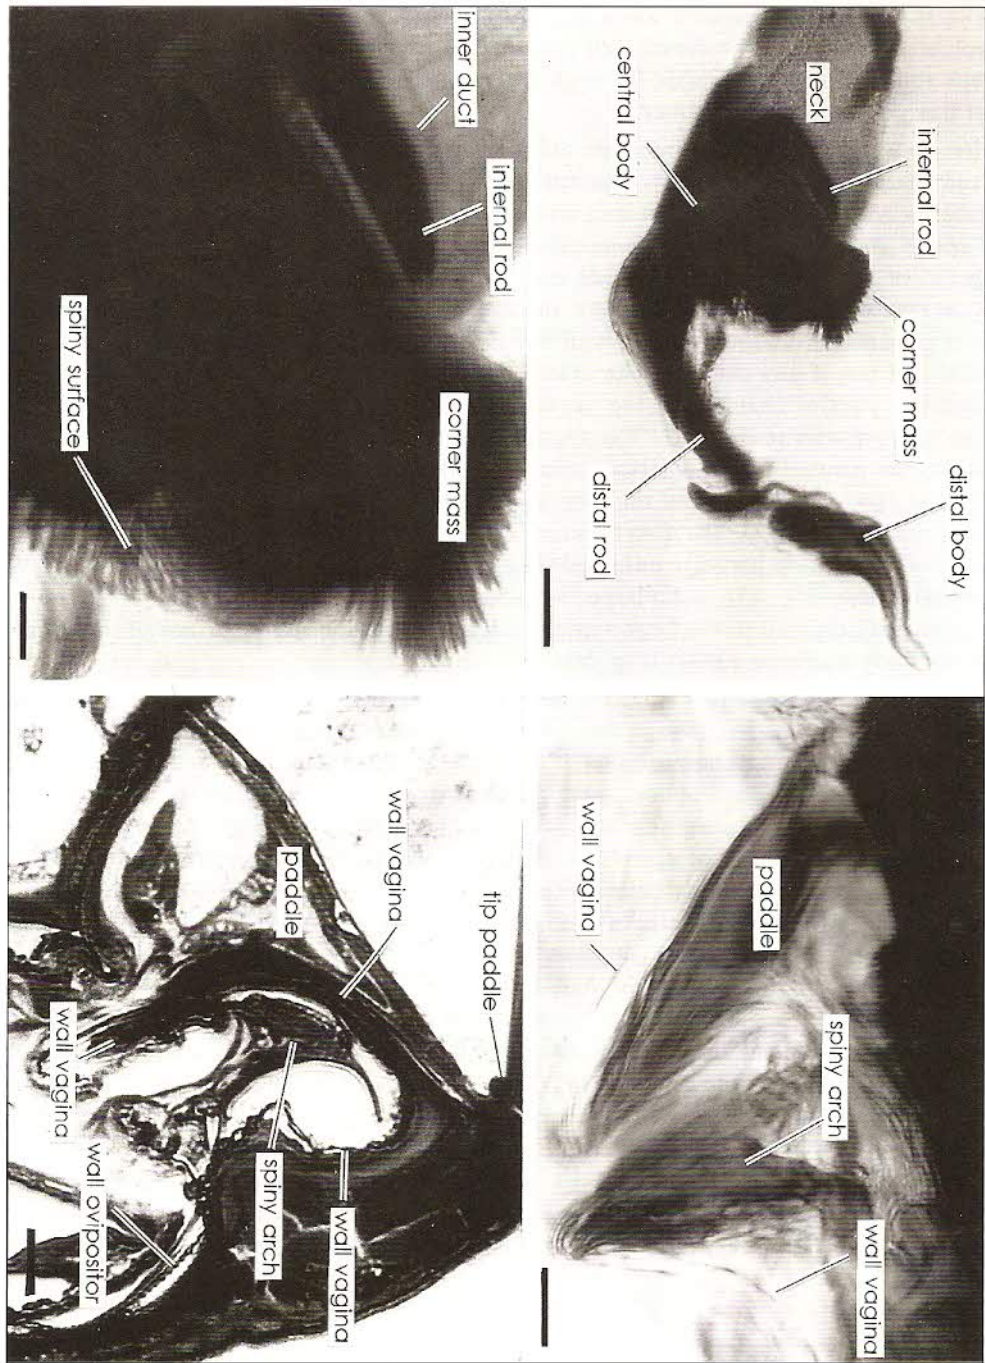 distal body
internal rod
corner mass
neck
central body
distal rod
wall vagina
spiny arch
paddle
wall vagina
internal rod
inner duct
corner mass
spiny surface
tip paddle
wall vagina
wall vagina
paddle
spiny arch
wall ovipositor
wall vagina